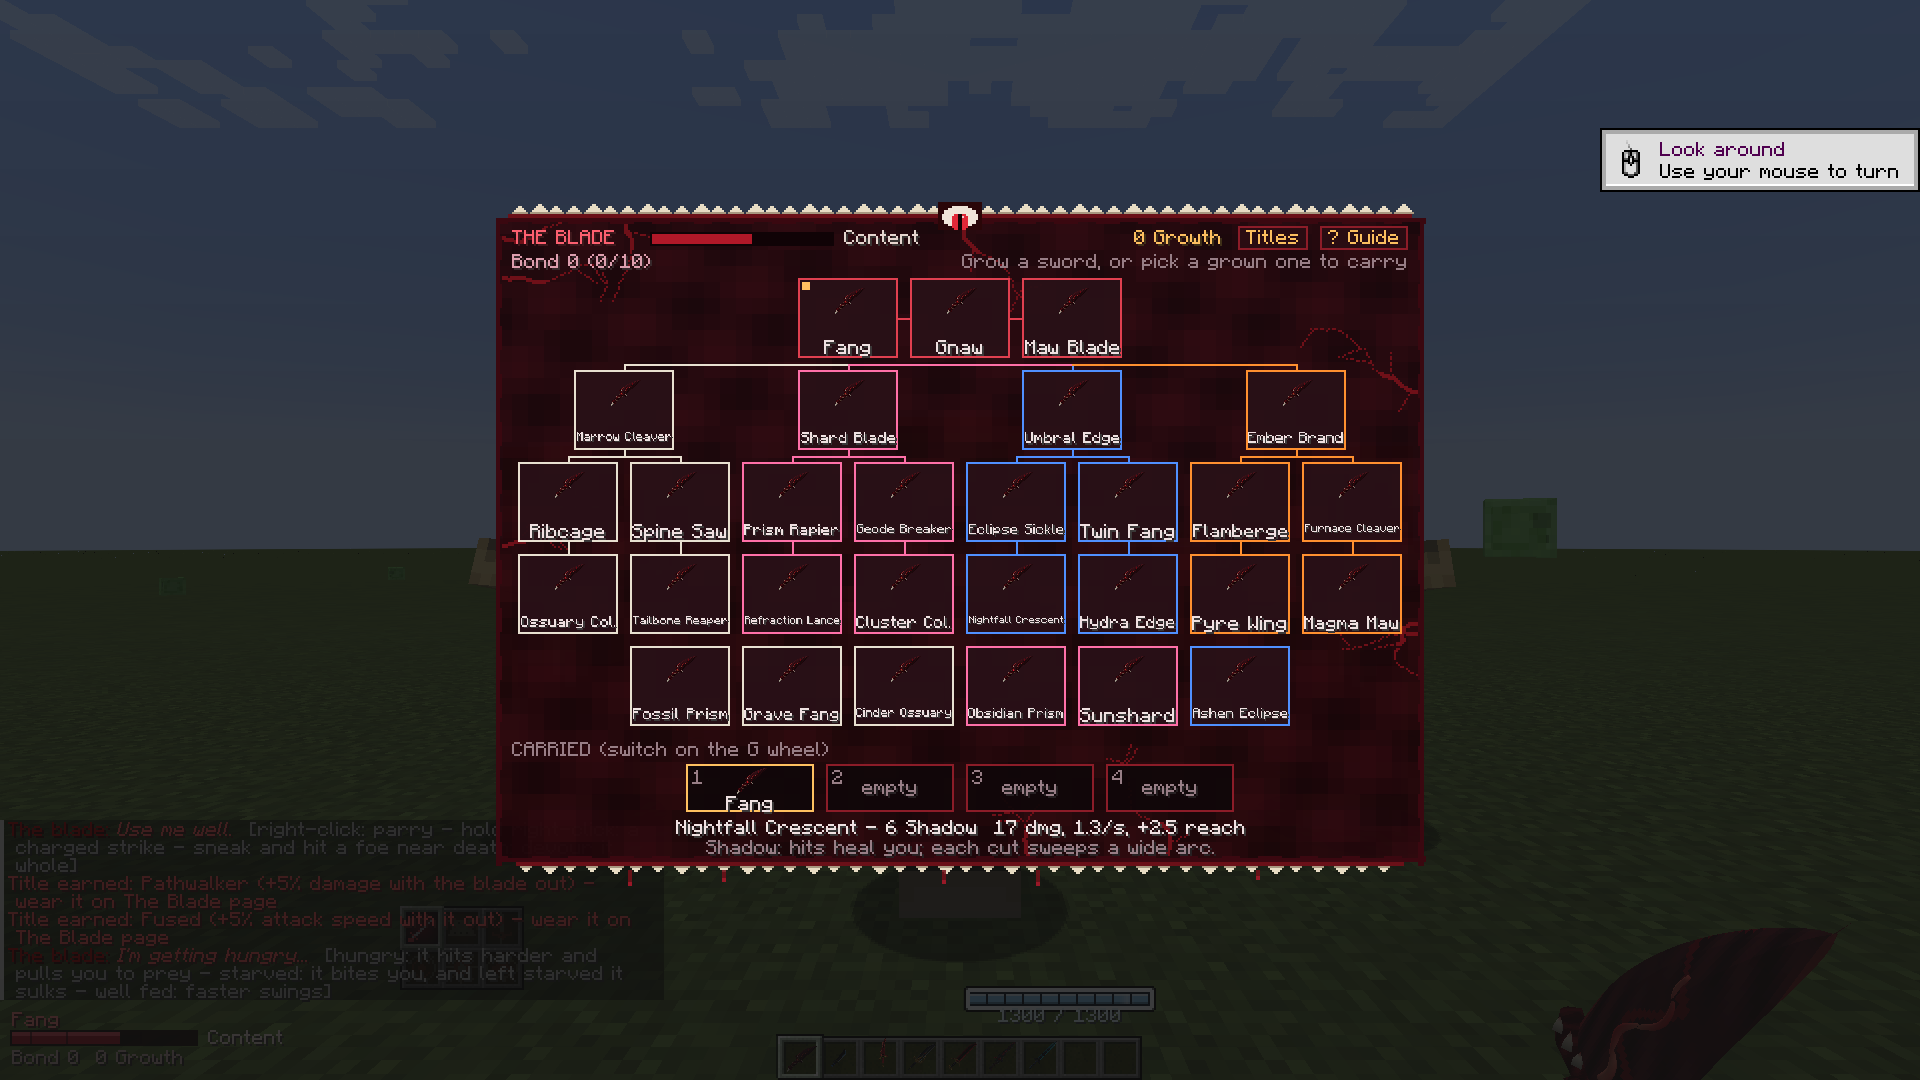 Look around
Use your mouse to turn
THE BLADE Content 0 Growth Titles ? Guide
Bond 0 (0/10) Grow a sword, or pick a grown one to carry
Fang Gnaw Maw Blade
Marrow Cleaver Shard Blade Umbral Edge Ember Brand
Ribcage Spine Saw Prism Rapier Geode Breaker Eclipse Sickle Twin Fang Flamberge Furnace Cleaver
Ossuary Col. Tailbone Reaper Refraction Lance Cluster Col. Nightfall Crescent Hydra Edge Pyre Wing Magma Maw
Fossil Prism Grave Fang Cinder Ossuary Obsidian Prism Sunshard Ashen Eclipse
CARRIED (switch on the G wheel)
1 Fang 2 empty 3 empty 4 empty
Nightfall Crescent - 6 Shadow 17 dmg, 1.3/s, +2.5 reach
Shadow: hits heal you; each cut sweeps a wide arc.
The blade: Use me well. [right-click: parry - hold
charged strike - sneak and hit a foe near death
whole]
Title earned: Pathwalker (+5% damage with the blade out) -
wear it on The Blade page
Title earned: Fused (+5% attack speed with it out) - wear it on
The Blade page
The blade: I'm getting hungry... [hungry: it hits harder and
pulls you to prey - starved: it bites you, and left starved it
sulks - well fed: faster swings]
Fang
Content
Bond 0 0 Growth
1300 / 1300